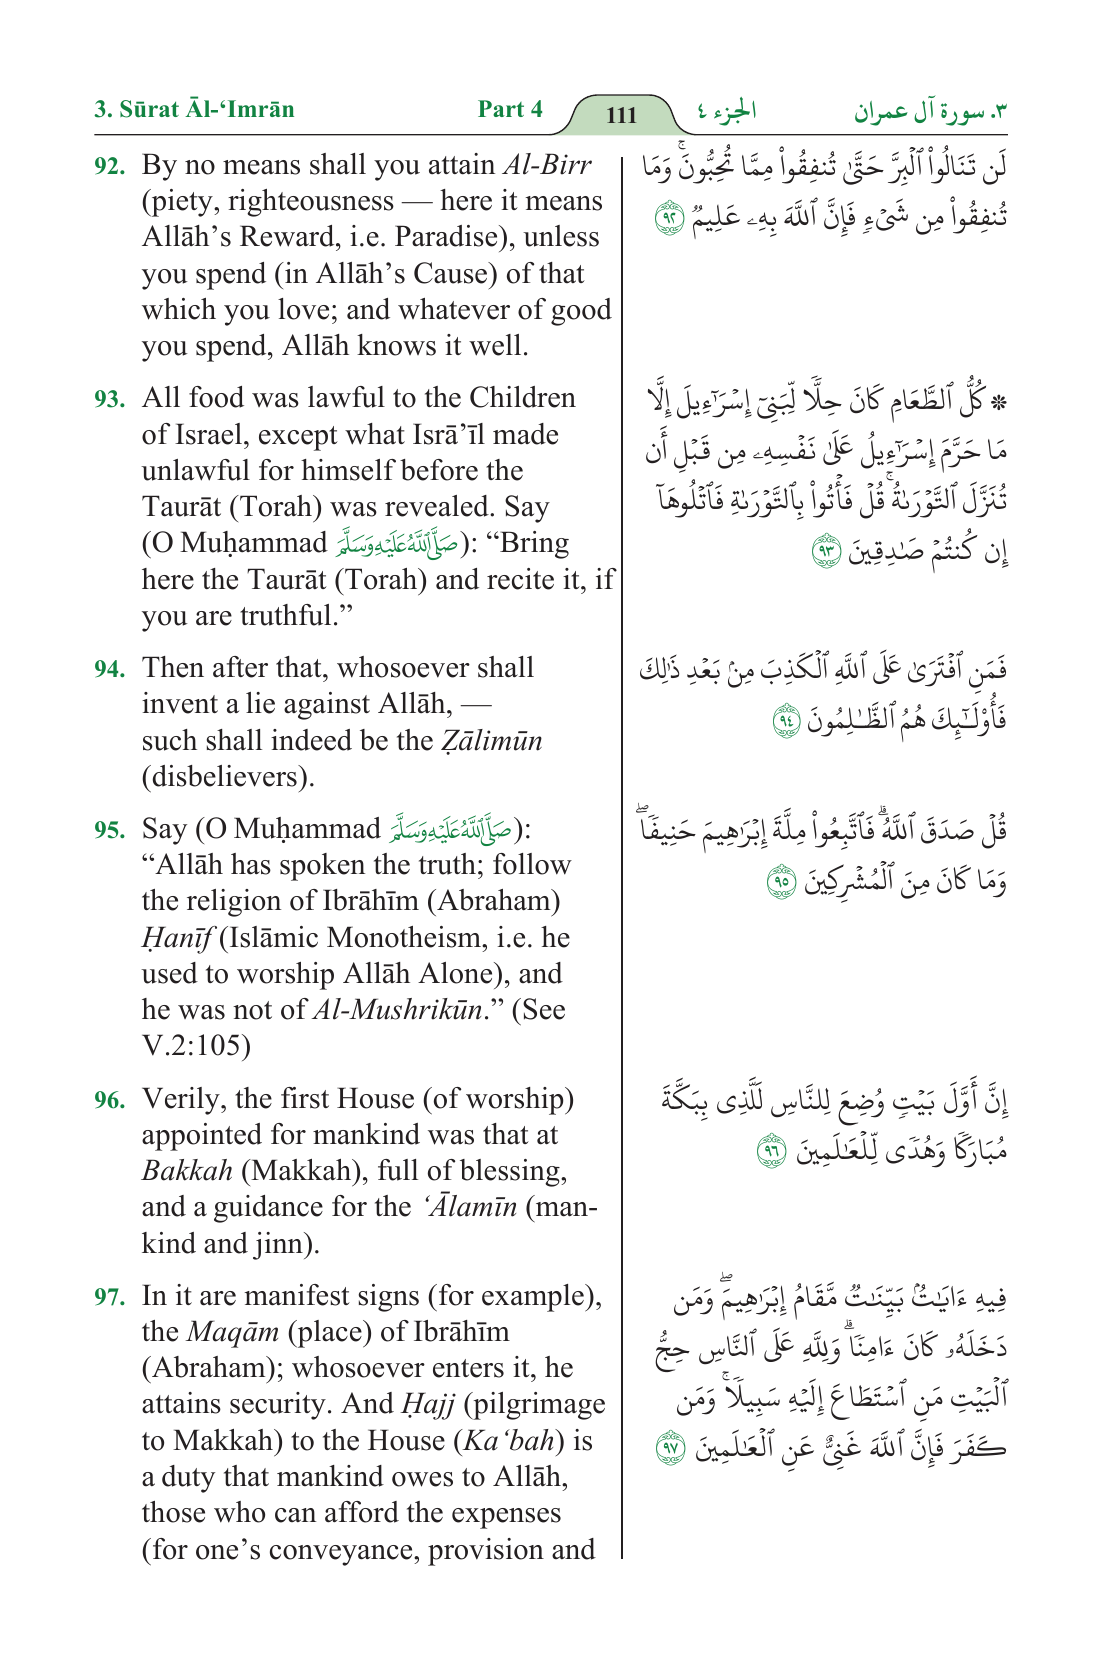 3. Sūrat Āl-‘Imrān
Part 4
111
الجزء ٤
٣. سورة آل عمران
92. By no means shall you attain Al-Birr
(piety, righteousness — here it means
Allāh’s Reward, i.e. Paradise), unless
you spend (in Allāh’s Cause) of that
which you love; and whatever of good
you spend, Allāh knows it well.
لَن تَنَالُوا۟ ٱلْبِرَّ حَتَّىٰ تُنفِقُوا۟ مِمَّا تُحِبُّونَ ۚ وَمَا
تُنفِقُوا۟ مِن شَىْءٍ فَإِنَّ ٱللَّهَ بِهِۦ عَلِيمٌ ٩٢
93. All food was lawful to the Children
of Israel, except what Isrā’īl made
unlawful for himself before the
Taurāt (Torah) was revealed. Say
(O Muḥammad صَلَّى ٱللَّهُ عَلَيْهِ وَسَلَّمَ): “Bring
here the Taurāt (Torah) and recite it, if
you are truthful.”
۞ كُلُّ ٱلطَّعَامِ كَانَ حِلًّا لِّبَنِىٓ إِسْرَٰٓءِيلَ إِلَّا
مَا حَرَّمَ إِسْرَٰٓءِيلُ عَلَىٰ نَفْسِهِۦ مِن قَبْلِ أَن
تُنَزَّلَ ٱلتَّوْرَىٰةُ ۚ قُلْ فَأْتُوا۟ بِٱلتَّوْرَىٰةِ فَٱتْلُوهَآ
إِن كُنتُمْ صَـٰدِقِينَ ٩٣
94. Then after that, whosoever shall
invent a lie against Allāh, —
such shall indeed be the Ẓālimūn
(disbelievers).
فَمَنِ ٱفْتَرَىٰ عَلَى ٱللَّهِ ٱلْكَذِبَ مِنۢ بَعْدِ ذَٰلِكَ
فَأُو۟لَـٰٓئِكَ هُمُ ٱلظَّـٰلِمُونَ ٩٤
95. Say (O Muḥammad صَلَّى ٱللَّهُ عَلَيْهِ وَسَلَّمَ):
“Allāh has spoken the truth; follow
the religion of Ibrāhīm (Abraham)
Ḥanīf (Islāmic Monotheism, i.e. he
used to worship Allāh Alone), and
he was not of Al-Mushrikūn.” (See
V.2:105)
قُلْ صَدَقَ ٱللَّهُ ۗ فَٱتَّبِعُوا۟ مِلَّةَ إِبْرَٰهِيمَ حَنِيفًا ۖ
وَمَا كَانَ مِنَ ٱلْمُشْرِكِينَ ٩٥
96. Verily, the first House (of worship)
appointed for mankind was that at
Bakkah (Makkah), full of blessing,
and a guidance for the ‘Ālamīn (man-
kind and jinn).
إِنَّ أَوَّلَ بَيْتٍ وُضِعَ لِلنَّاسِ لَلَّذِى بِبَكَّةَ
مُبَارَكًا وَهُدًى لِّلْعَـٰلَمِينَ ٩٦
97. In it are manifest signs (for example),
the Maqām (place) of Ibrāhīm
(Abraham); whosoever enters it, he
attains security. And Ḥajj (pilgrimage
to Makkah) to the House (Ka‘bah) is
a duty that mankind owes to Allāh,
those who can afford the expenses
(for one’s conveyance, provision and
فِيهِ ءَايَـٰتٌۢ بَيِّنَـٰتٌ مَّقَامُ إِبْرَٰهِيمَ ۖ وَمَن
دَخَلَهُۥ كَانَ ءَامِنًا ۗ وَلِلَّهِ عَلَى ٱلنَّاسِ حِجُّ
ٱلْبَيْتِ مَنِ ٱسْتَطَاعَ إِلَيْهِ سَبِيلًا ۚ وَمَن
كَفَرَ فَإِنَّ ٱللَّهَ غَنِىٌّ عَنِ ٱلْعَـٰلَمِينَ ٩٧